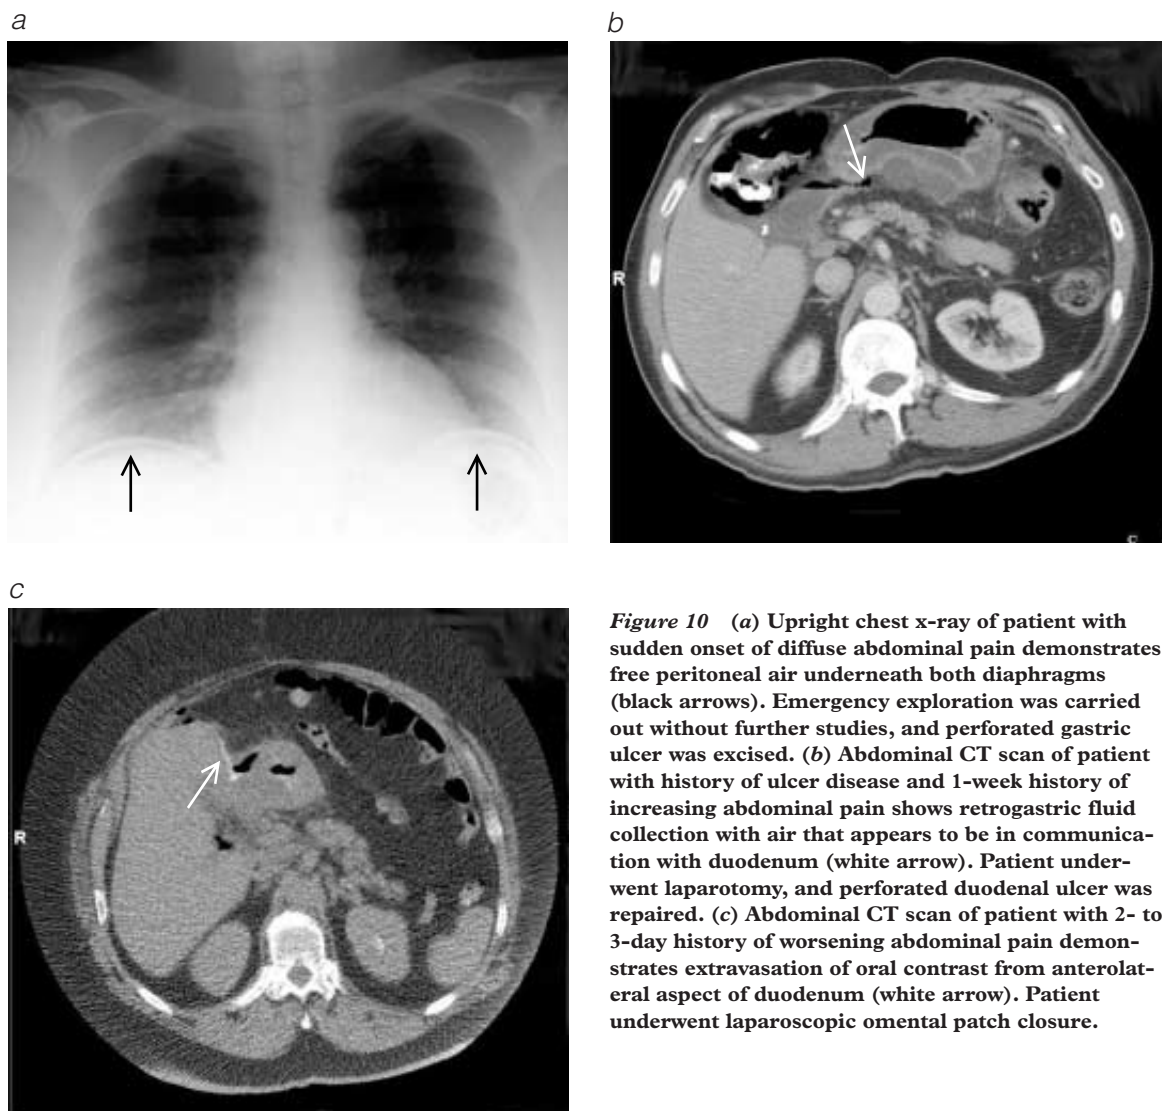 a
b
R
R
c
Figure 10 (a) Upright chest x-ray of patient with
sudden onset of diffuse abdominal pain demonstrates
free peritoneal air underneath both diaphragms
(black arrows). Emergency exploration was carried
out without further studies, and perforated gastric
ulcer was excised. (b) Abdominal CT scan of patient
with history of ulcer disease and 1-week history of
increasing abdominal pain shows retrogastric fluid
collection with air that appears to be in communica-
tion with duodenum (white arrow). Patient under-
went laparotomy, and perforated duodenal ulcer was
repaired. (c) Abdominal CT scan of patient with 2- to
3-day history of worsening abdominal pain demon-
strates extravasation of oral contrast from anterolat-
eral aspect of duodenum (white arrow). Patient
underwent laparoscopic omental patch closure.